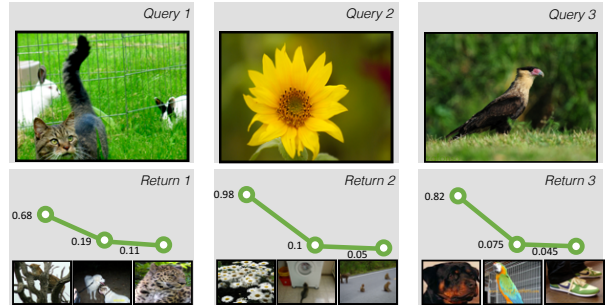 Query 1
Query 2
Query 3
Return 1
0.68
0.19
0.11
Return 2
0.98
0.1
0.05
Return 3
0.82
0.075
0.045